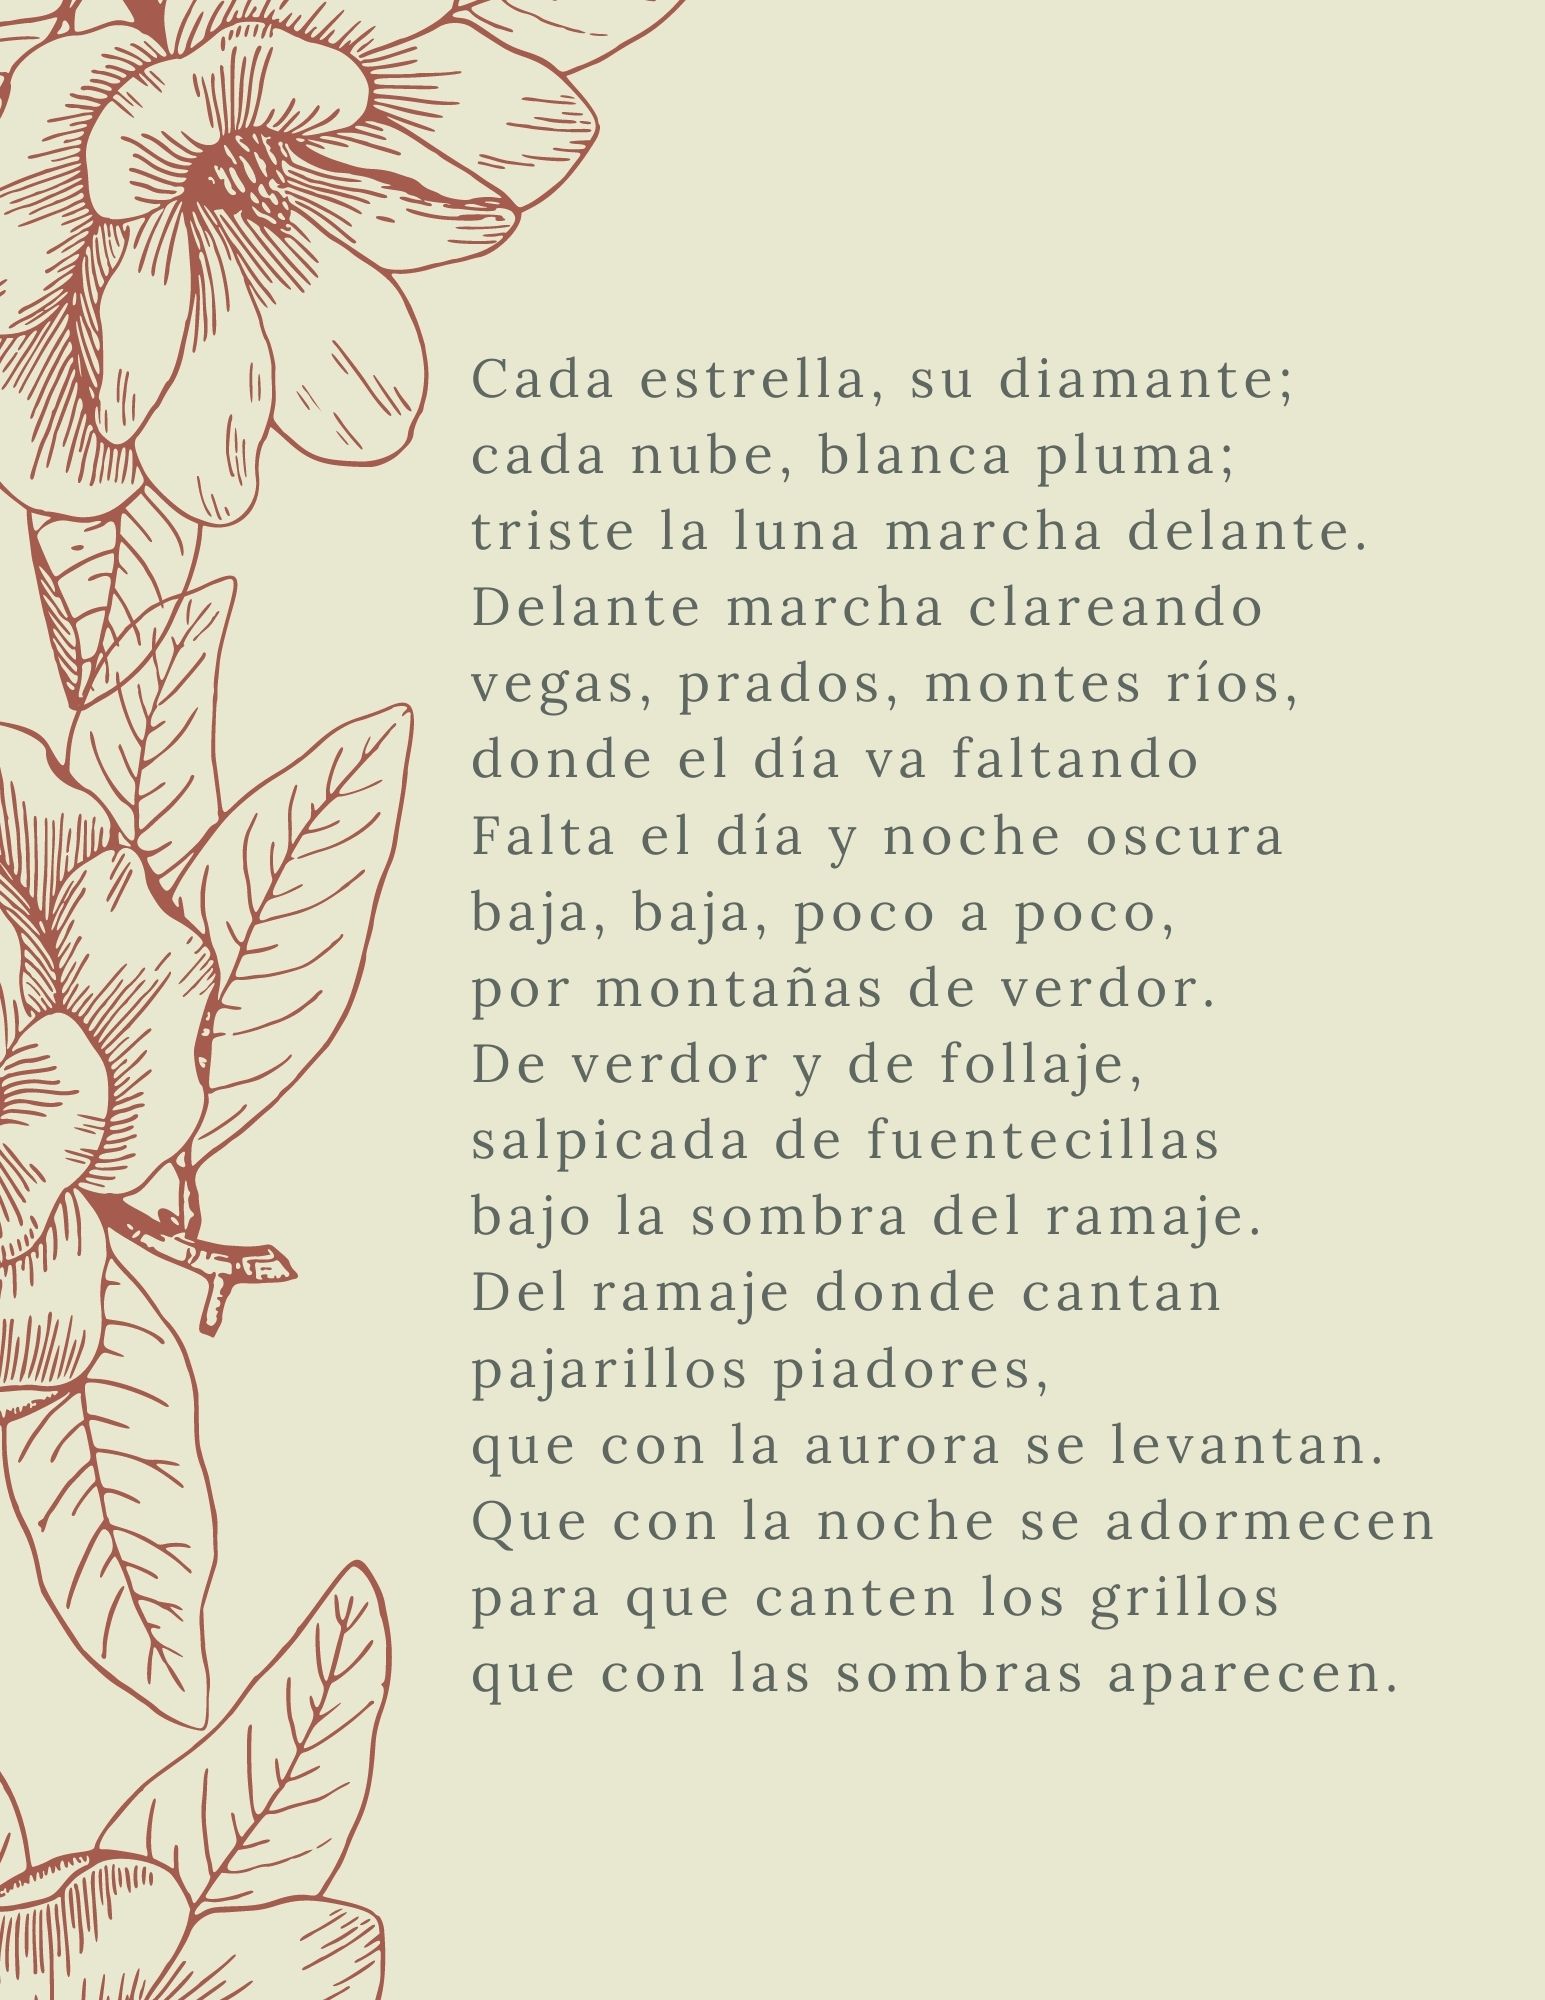 Cada estrella, su diamante;
cada nube, blanca pluma;
triste la luna marcha delante.
Delante marcha clareando
vegas, prados, montes ríos,
donde el día va faltando
Falta el día y noche oscura
baja, baja, poco a poco,
por montañas de verdor.
De verdor y de follaje,
salpicada de fuentecillas
bajo la sombra del ramaje.
Del ramaje donde cantan
pajarillos piadores,
que con la aurora se levantan.
Que con la noche se adormecen
para que canten los grillos
que con las sombras aparecen.